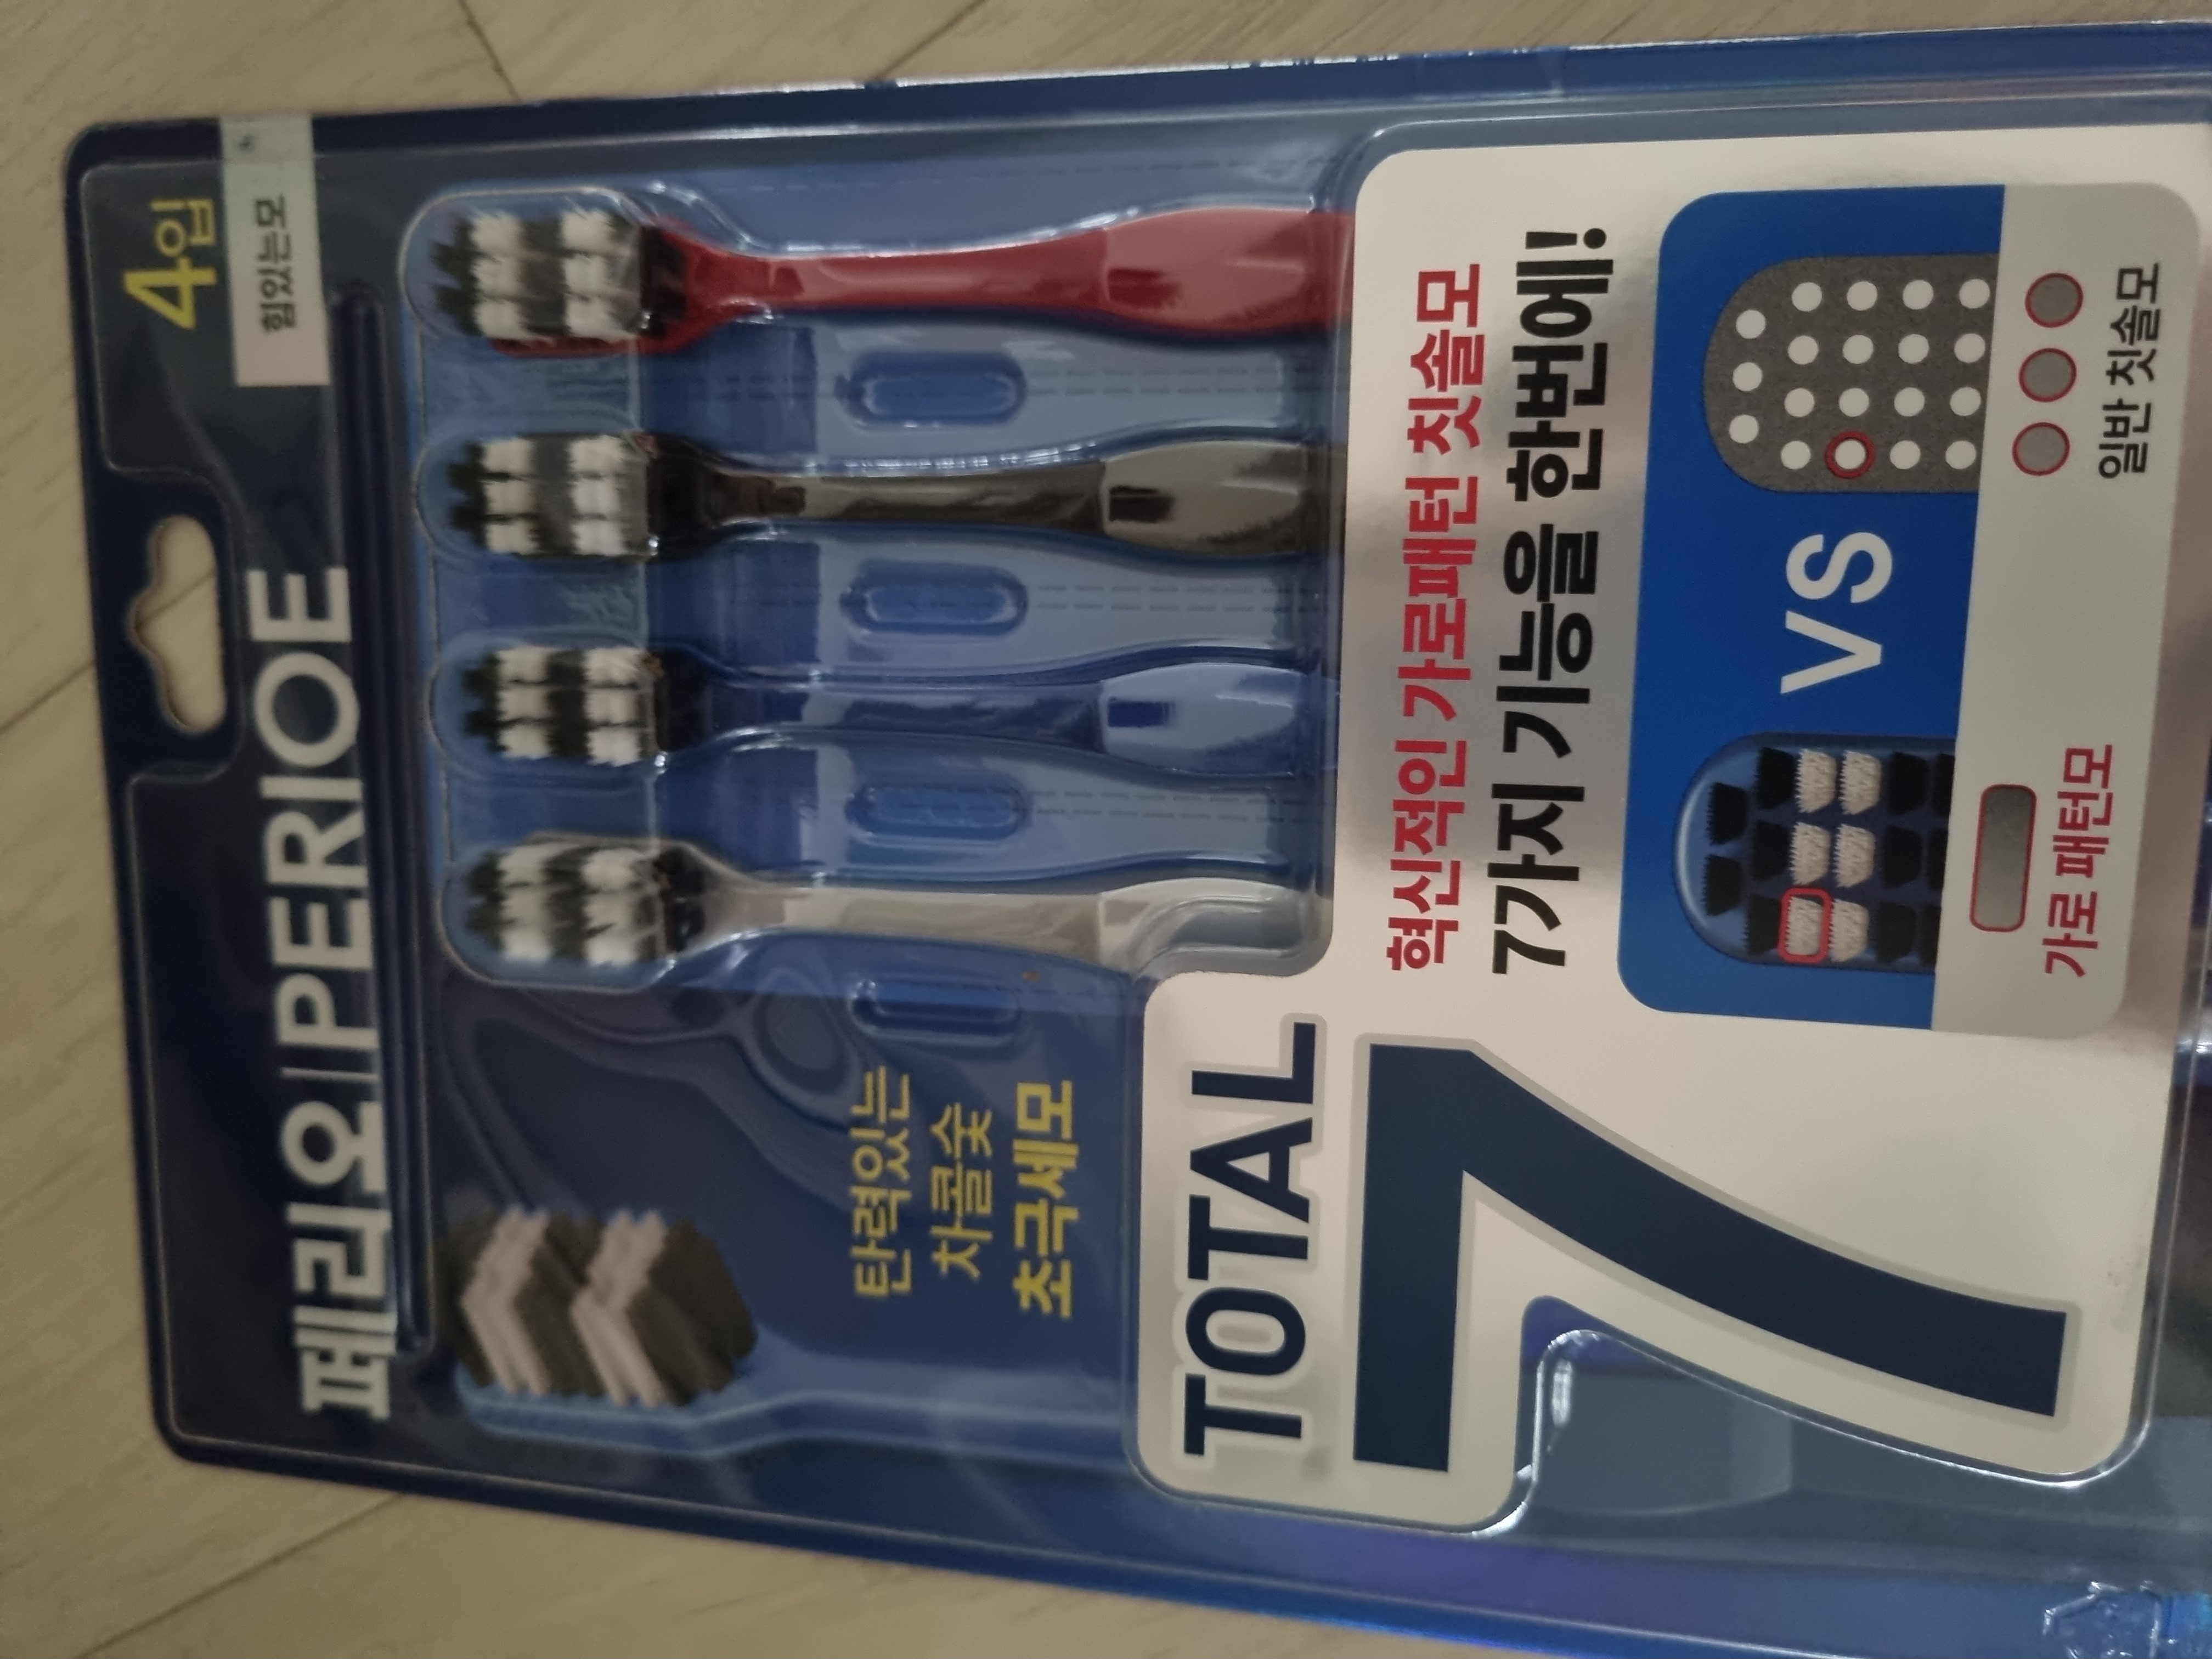 4입
힘있는모
페리오 | PERIOE
탄력있는
차콜숯
초극세모
TOTAL
7
혁신적인 가로패턴 칫솔모
7가지 기능을 한번에!
VS
가로 패턴모
일반 칫솔모